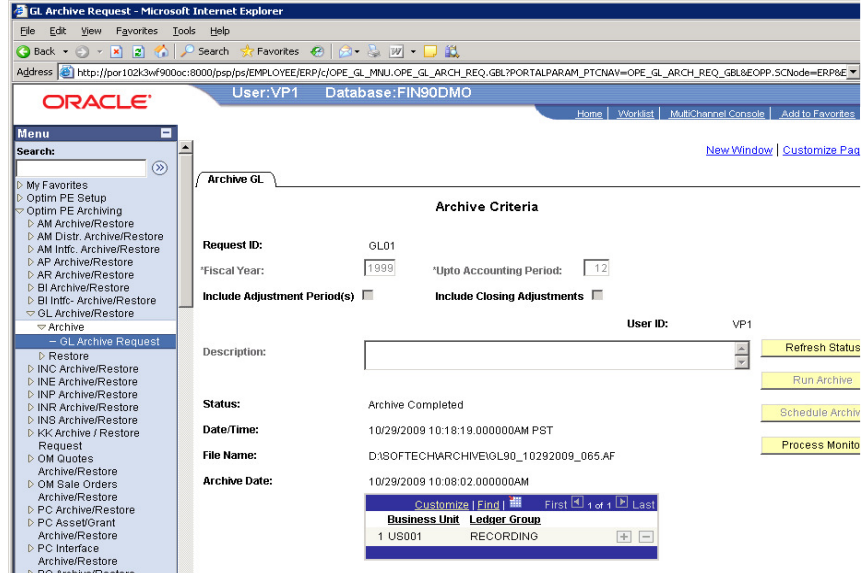 GL Archive Request - Microsoft Internet Explorer
File Edit View Favorites Tools Help
Back Search Favorites
Address http://por102k3wf900oc:8000/psp/ps/EMPLOYEE/ERP/c/OPE_GL_MNU.OPE_GL_ARCH_REQ.GBL?PORTALPARAM_PTCNAV=OPE_GL_ARCH_REQ_GBL&EOPP.SCNode=ERP&E
ORACLE
User:VP1 Database:FIN90DMO
Home Worklist MultiChannel Console Add to Favorites
Menu
Search:
My Favorites
Optim PE Setup
Optim PE Archiving
AM Archive/Restore
AM Distr. Archive/Restore
AM Intfc. Archive/Restore
AP Archive/Restore
AR Archive/Restore
BI Archive/Restore
BI Intfc- Archive/Restore
GL Archive/Restore
Archive
– GL Archive Request
Restore
INC Archive/Restore
INE Archive/Restore
INP Archive/Restore
INR Archive/Restore
INS Archive/Restore
KK Archive / Restore
Request
OM Quotes
Archive/Restore
OM Sale Orders
Archive/Restore
PC Archive/Restore
PC Asset/Grant
Archive/Restore
PC Interface
Archive/Restore
PO Archive/Restore
New Window | Customize Pag
Archive GL
Archive Criteria
Request ID: GL01
*Fiscal Year: 1999 *Upto Accounting Period: 12
Include Adjustment Period(s) Include Closing Adjustments
User ID: VP1
Description:
Refresh Status
Run Archive
Schedule Archiv
Process Monito
Status: Archive Completed
Date/Time: 10/29/2009 10:18:19.000000AM PST
File Name: D:\SOFTECH\ARCHIVE\GL90_10292009_065.AF
Archive Date: 10/29/2009 10:08:02.000000AM
Customize | Find | First 1 of 1 Last
Business Unit Ledger Group
1 US001 RECORDING